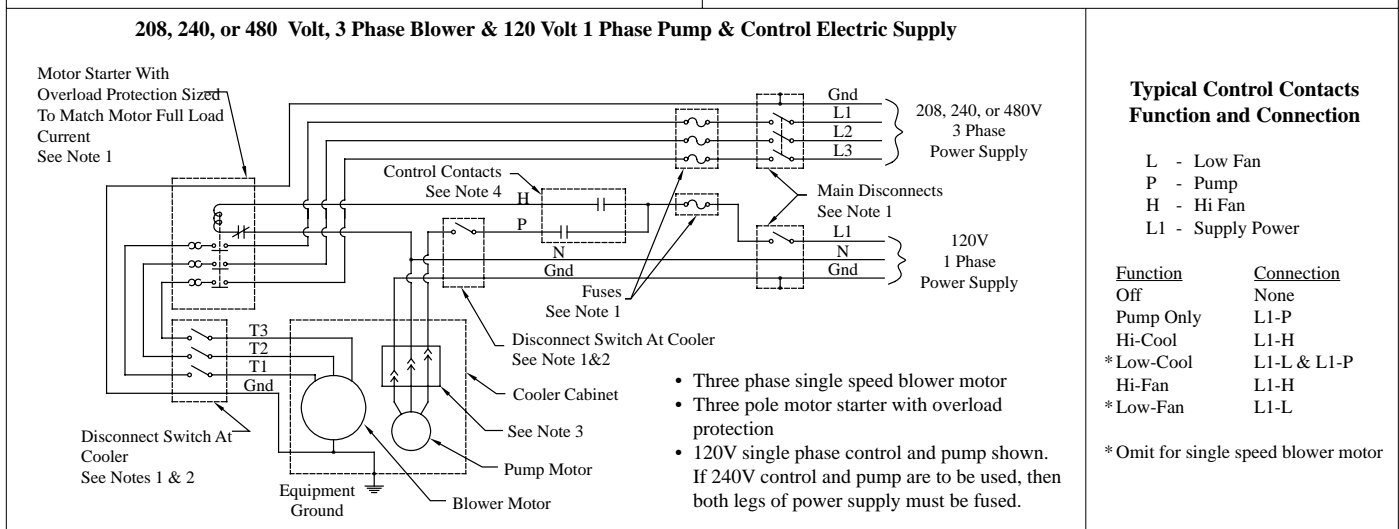 208, 240, or 480 Volt, 3 Phase Blower & 120 Volt 1 Phase Pump & Control Electric Supply
Motor Starter With
Overload Protection Sized
To Match Motor Full Load
Current
See Note 1
Gnd
L1
L2
L3
208, 240, or 480V
3 Phase
Power Supply
Control Contacts
See Note 4
H
P
N
Gnd
Main Disconnects
See Note 1
L1
N
Gnd
120V
1 Phase
Power Supply
Fuses
See Note 1
Disconnect Switch At Cooler
See Note 1&2
T3
T2
T1
Gnd
Cooler Cabinet
See Note 3
Pump Motor
Blower Motor
Disconnect Switch At
Cooler
See Notes 1 & 2
Equipment
Ground
• Three phase single speed blower motor
• Three pole motor starter with overload
protection
• 120V single phase control and pump shown.
If 240V control and pump are to be used, then
both legs of power supply must be fused.
Typical Control Contacts
Function and Connection
L - Low Fan
P - Pump
H - Hi Fan
L1 - Supply Power
Function Connection
Off None
Pump Only L1-P
Hi-Cool L1-H
* Low-Cool L1-L & L1-P
Hi-Fan L1-H
* Low-Fan L1-L
* Omit for single speed blower motor